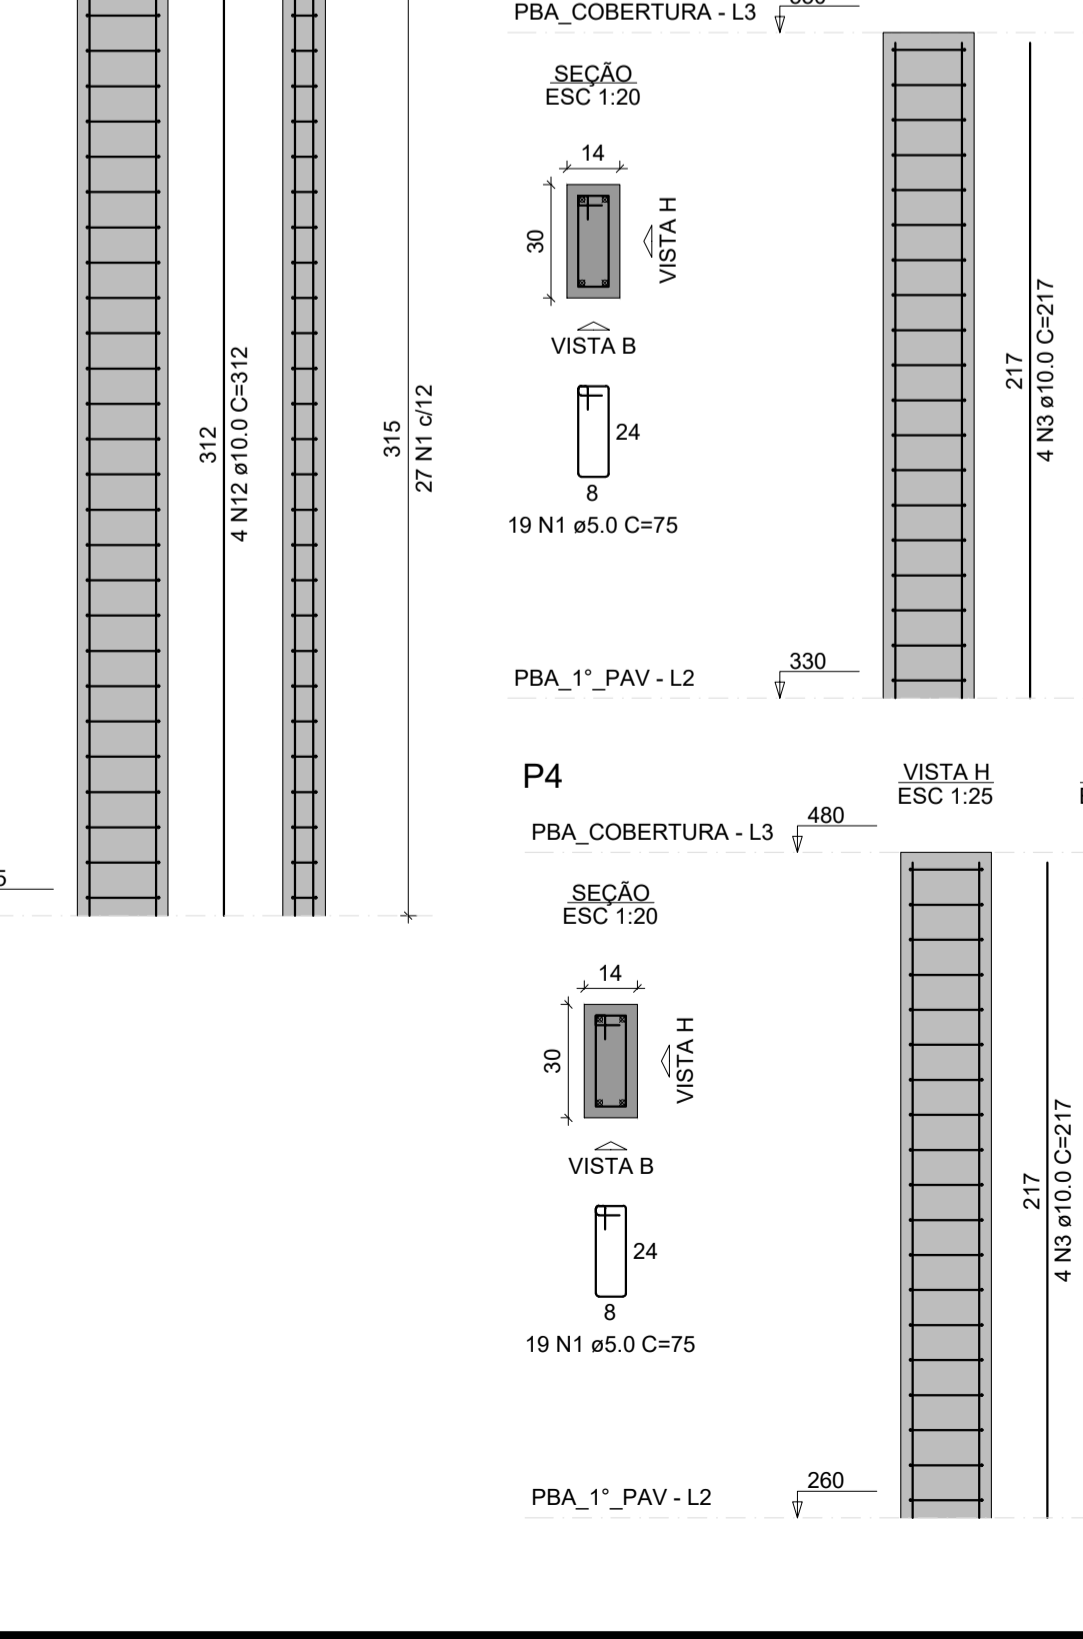 312
4 N12 ø10.0 C=312
315
27 N1 c/12
5
PBA_COBERTURA - L3
SEÇÃO
ESC 1:20
14
30
VISTA H
VISTA B
24
8
19 N1 ø5.0 C=75
217
4 N3 ø10.0 C=217
PBA_1°_PAV - L2
330
P4
VISTA H
ESC 1:25
PBA_COBERTURA - L3
480
SEÇÃO
ESC 1:20
14
30
VISTA H
VISTA B
24
8
19 N1 ø5.0 C=75
217
4 N3 ø10.0 C=217
PBA_1°_PAV - L2
260